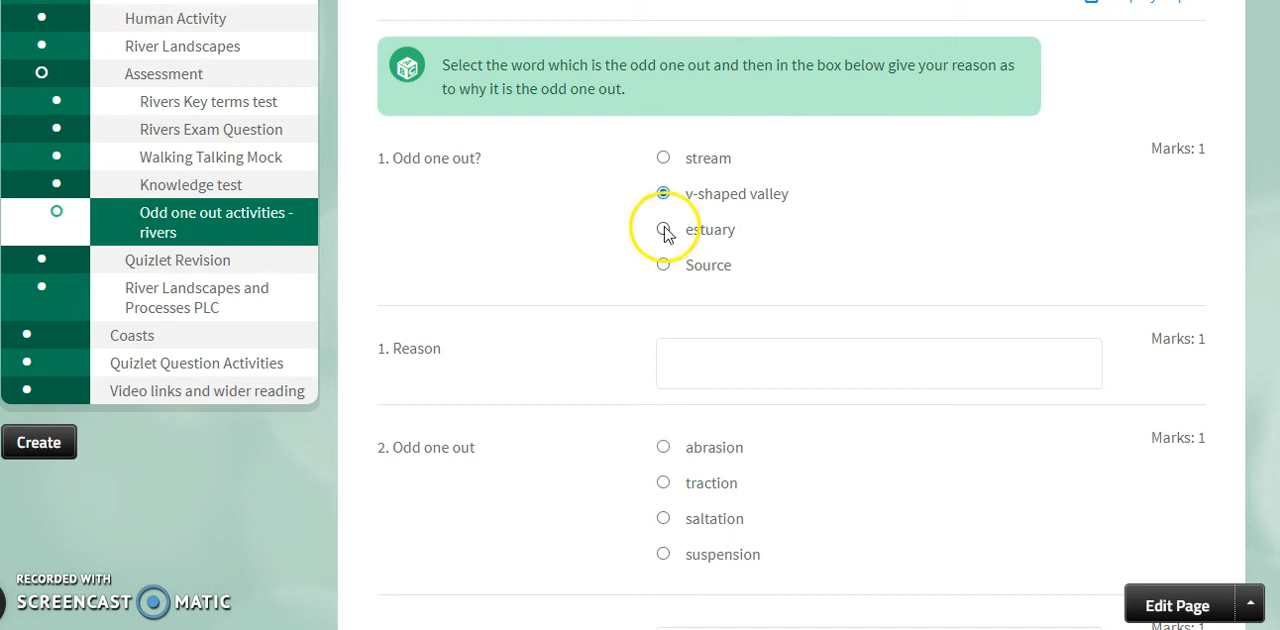 Human Activity
River Landscapes
Assessment
Rivers Key terms test
Rivers Exam Question
Walking Talking Mock
Knowledge test
Odd one out activities -
rivers
Quizlet Revision
River Landscapes and
Processes PLC
Coasts
Quizlet Question Activities
Video links and wider reading
Create
Select the word which is the odd one out and then in the box below give your reason as
to why it is the odd one out.
1. Odd one out?
stream
Marks: 1
v-shaped valley
estuary
Source
1. Reason
Marks: 1
2. Odd one out
abrasion
Marks: 1
traction
saltation
suspension
Edit Page
Marks: 1
RECORDED WITH
SCREENCAST MATIC